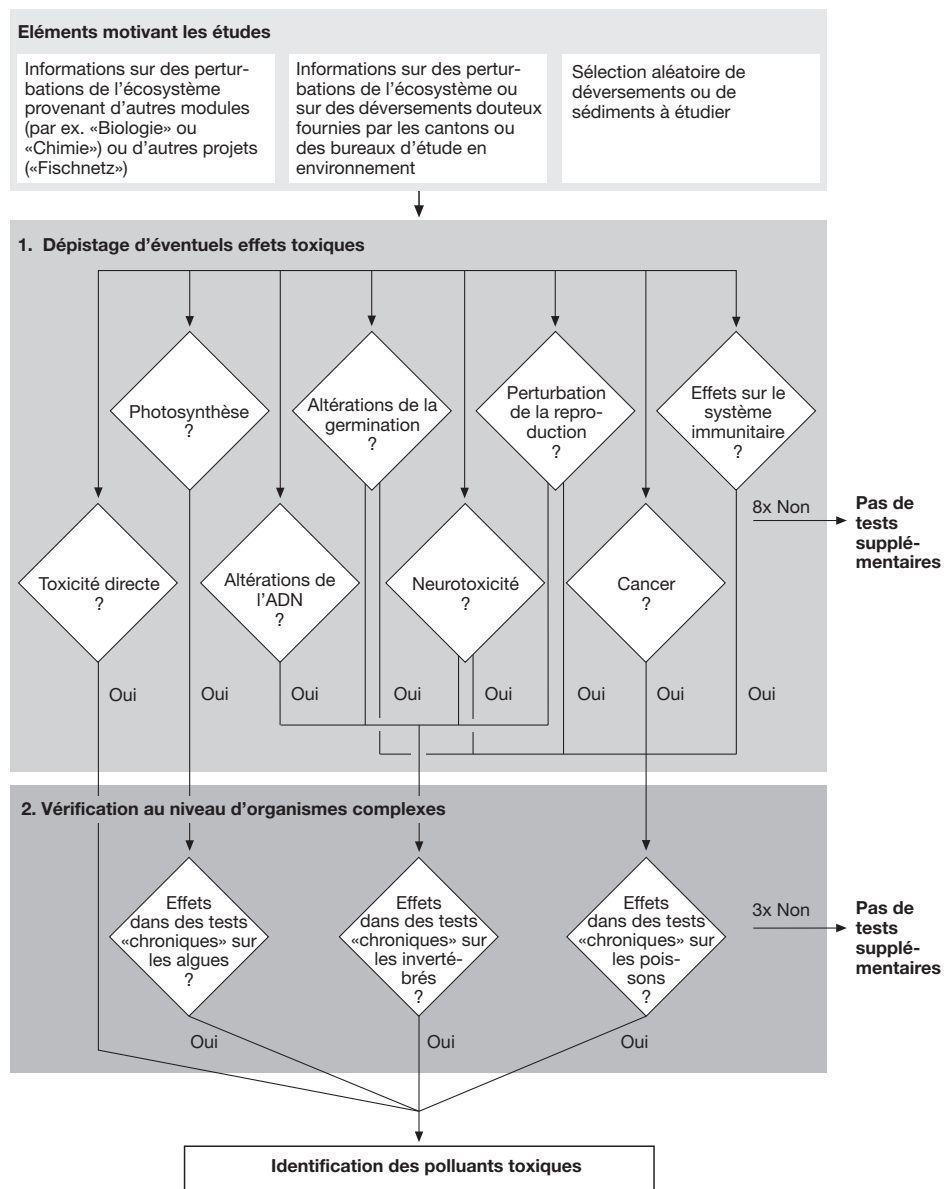 Eléments motivant les études
Informations sur des pertur-
bations de l'écosystème
provenant d'autres modules
(par ex. «Biologie» ou
«Chimie») ou d'autres projets
(«Fischnetz»)
Informations sur des pertur-
bations de l'écosystème ou
sur des déversements douteux
fournies par les cantons ou
des bureaux d'étude en
environnement
Sélection aléatoire de
déversements ou de
sédiments à étudier
1. Dépistage d'éventuels effets toxiques
Photosynthèse
?
Altérations de la
germination
?
Perturbation
de la repro-
duction
?
Effets sur le
système
immunitaire
?
8x Non
Pas de
tests
supplé-
mentaires
Toxicité directe
?
Altérations de
l'ADN
?
Neurotoxicité
?
Cancer
?
Oui
Oui
Oui
Oui
Oui
Oui
Oui
Oui
2. Vérification au niveau d'organismes complexes
Effets
dans des tests
«chroniques» sur
les algues
?
Effets
dans des tests
«chroniques» sur
les inverté-
brés
?
Effets
dans des tests
«chroniques» sur
les pois-
sons
?
3x Non
Pas de
tests
supplé-
mentaires
Oui
Oui
Oui
Identification des polluants toxiques